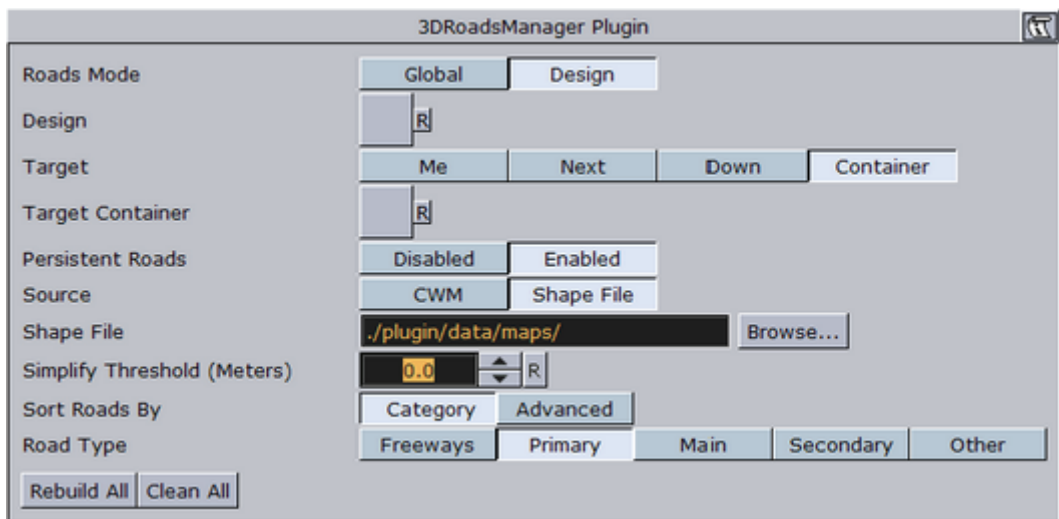 3DRoadsManager Plugin
Roads Mode Global Design
Design R
Target Me Next Down Container
Target Container R
Persistent Roads Disabled Enabled
Source CWM Shape File
Shape File ./plugin/data/maps/ Browse...
Simplify Threshold (Meters) 0.0 R
Sort Roads By Category Advanced
Road Type Freeways Primary Main Secondary Other
Rebuild All Clean All